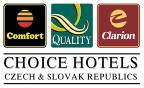 Comfort QUALITY Clarion
CHOICE HOTELS
CZECH & SLOVAK REPUBLICS